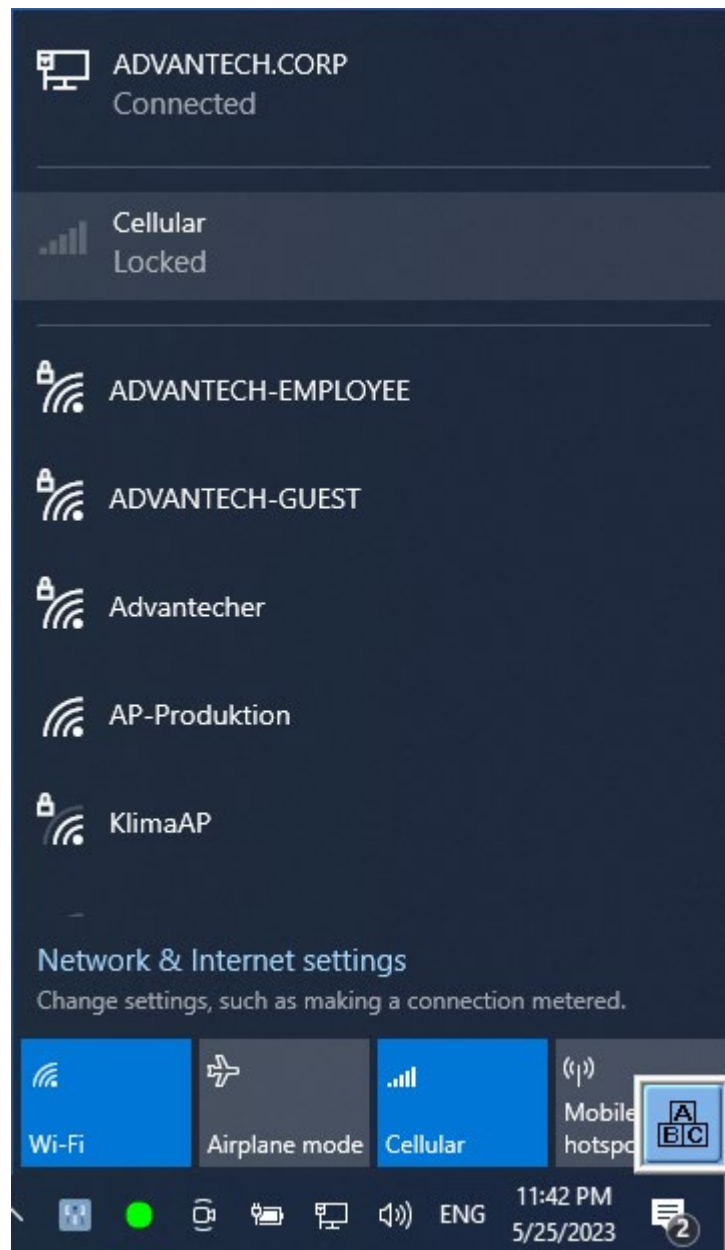 ADVANTECH.CORP
Connected
Cellular
Locked
ADVANTECH-EMPLOYEE
ADVANTECH-GUEST
Advantecher
AP-Produktion
KlimaAP
Network & Internet settings
Change settings, such as making a connection metered.
Wi-Fi
Airplane mode
Cellular
Mobile
A
B C
ENG
11:42 PM
5/25/2023
2